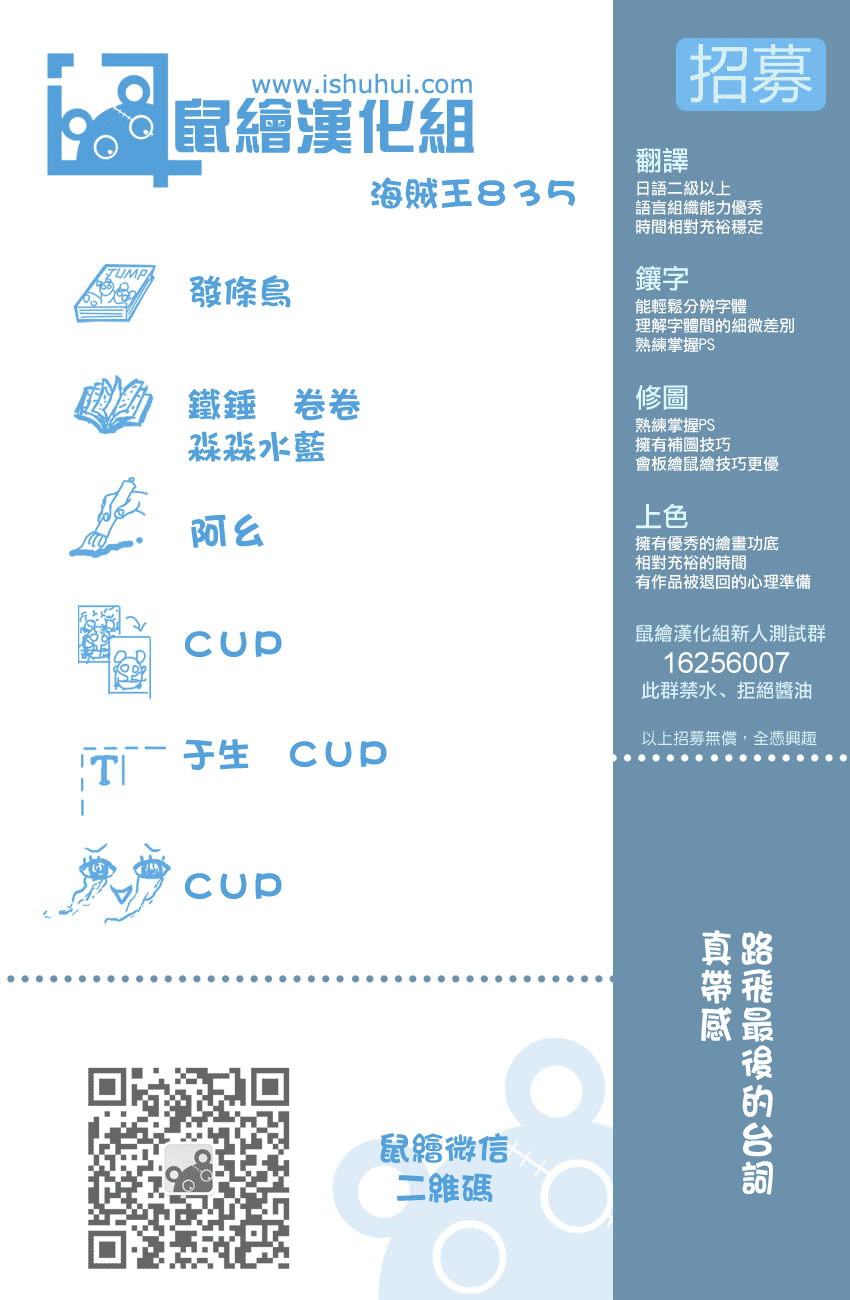 www.ishuhui.com
鼠繪漢化組
海賊王835
JUMP
發條鳥
鐵錘 卷卷
淼淼水藍
阿幺
CUP
T
于生 CUP
CUP
鼠繪微信
二維碼
招募
翻譯
日語二級以上
語言組織能力優秀
時間相對充裕穩定
鑲字
能輕鬆分辨字體
理解字體間的細微差別
熟練掌握PS
修圖
熟練掌握PS
擁有補圖技巧
會板繪鼠繪技巧更優
上色
擁有優秀的繪畫功底
相對充裕的時間
有作品被退回的心理準備
鼠繪漢化組新人測試群
16256007
此群禁水、拒絕醬油
以上招募無償，全憑興趣
路飛最後的台詞
真帶感